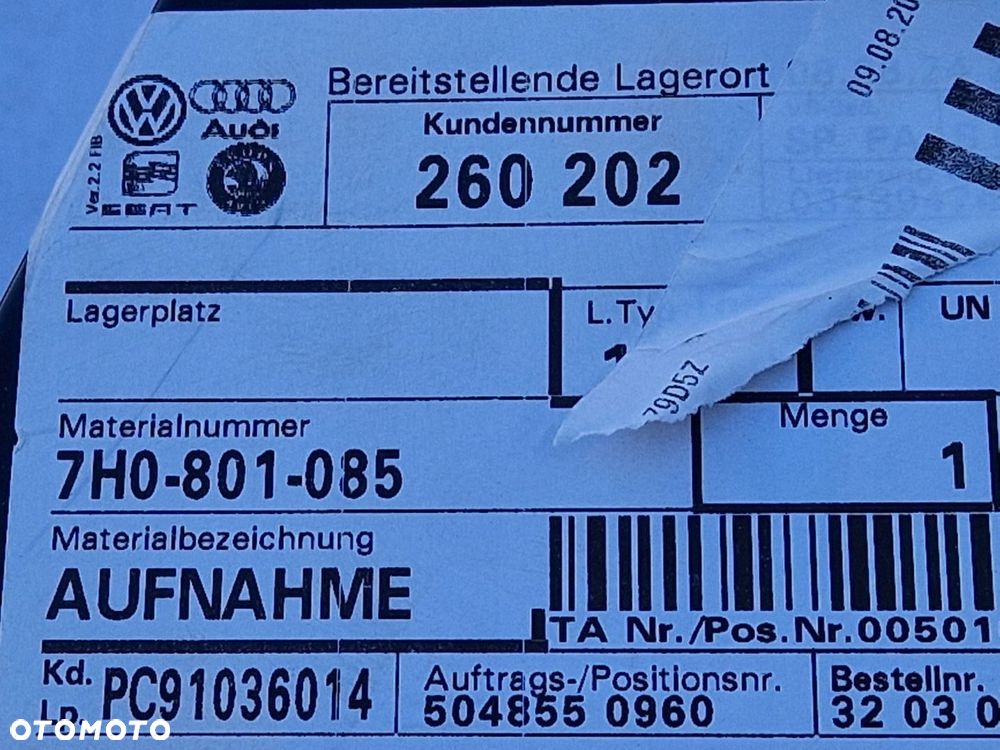 09.08.20
Bereitstellende Lagerort
Kundennummer
260 202
Audi
SEAT
Ver.2.2 FIB
Lagerplatz
L.Ty
UN
79D5Z
Materialnummer
7H0-801-085
Menge
1
Materialbezeichnung
AUFNAHME
TA Nr./Pos.Nr.00501
Kd. PC91036014
Lp.
Auftrags-/Positionsnr.
504855 0960
Bestellnr.
32 03 0
OTOMOTO